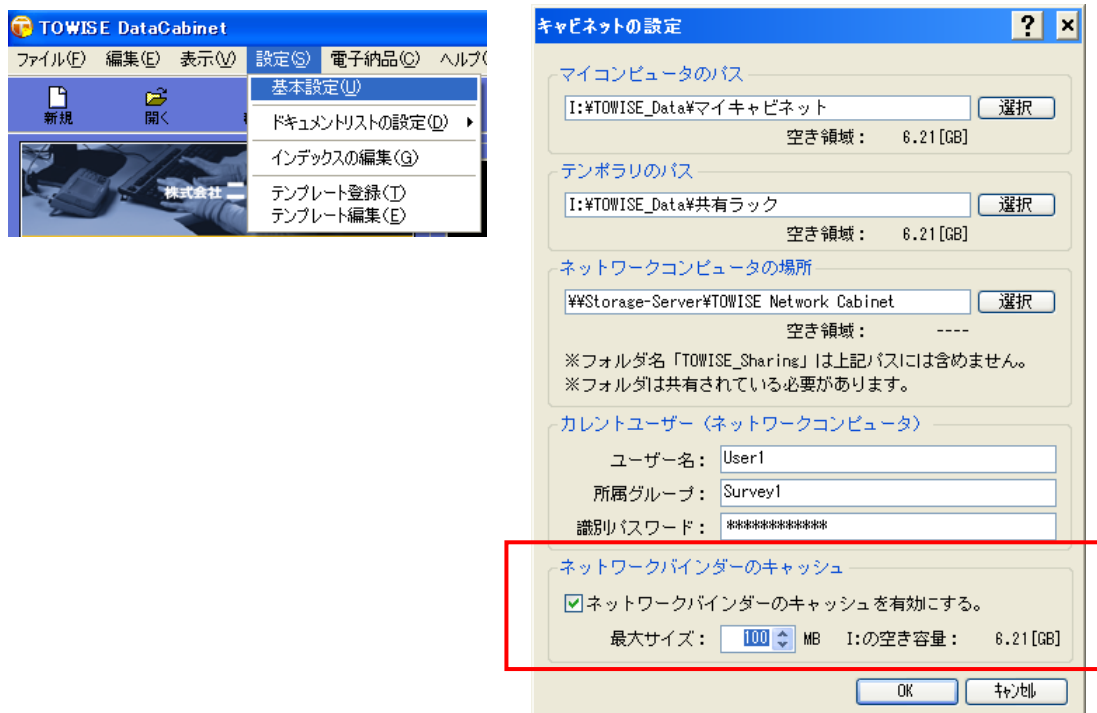 TOWISE DataCabinet
ファイル(F) 編集(E) 表示(V) 設定(S) 電子納品(C) ヘルプ(
新規 開く
株式会社 二
基本設定(U)
ドキュメントリストの設定(D)
インデックスの編集(G)
テンプレート登録(T)
テンプレート編集(E)
キャビネットの設定
マイコンピュータのパス
I:¥TOWISE_Data¥マイキャビネット 選択
空き領域： 6.21[GB]
テンポラリのパス
I:¥TOWISE_Data¥共有ラック 選択
空き領域： 6.21[GB]
ネットワークコンピュータの場所
¥¥Storage-Server¥TOWISE Network Cabinet 選択
空き領域： ----
※フォルダ名「TOWISE_Sharing」は上記パスには含めません。
※フォルダは共有されている必要があります。
カレントユーザー（ネットワークコンピュータ）
ユーザー名： User1
所属グループ： Survey1
識別パスワード： ************
ネットワークバインダーのキャッシュ
ネットワークバインダーのキャッシュを有効にする。
最大サイズ： 100 MB I:の空き容量： 6.21[GB]
OK キャンセル